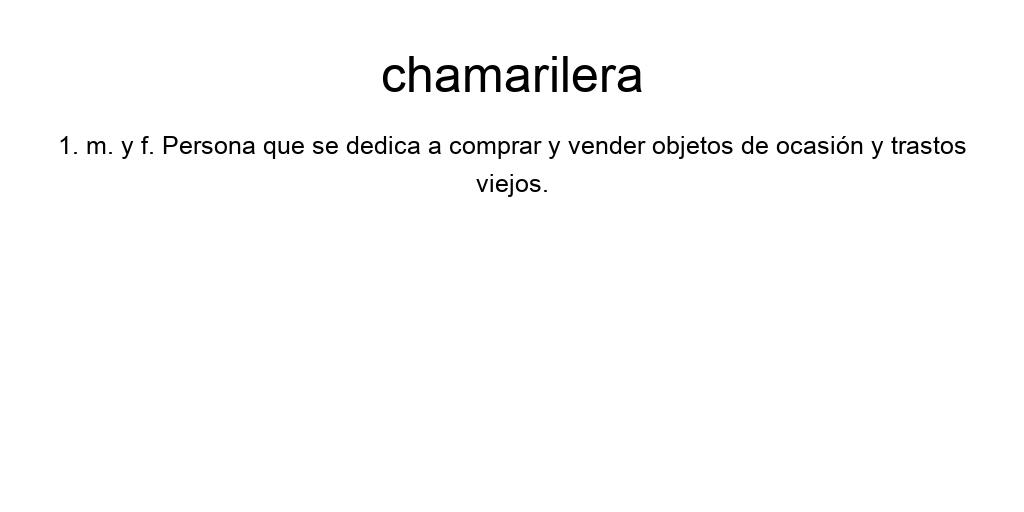 chamarilera
1. m. y f. Persona que se dedica a comprar y vender objetos de ocasión y trastos
viejos.